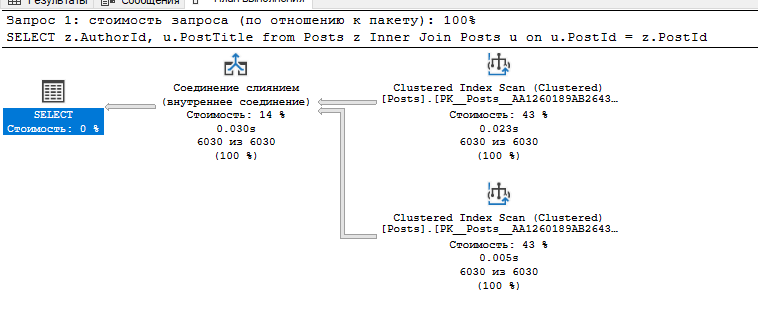 Результаты Сообщения План выполнения
Запрос 1: стоимость запроса (по отношению к пакету): 100%
SELECT z.AuthorId, u.PostTitle from Posts z Inner Join Posts u on u.PostId = z.PostId
SELECT
Стоимость: 0 %
Соединение слиянием
(внутреннее соединение)
Стоимость: 14 %
0.030s
6030 из 6030
(100 %)
Clustered Index Scan (Clustered)
[Posts].[PK__Posts__AA1260189AB2643…
Стоимость: 43 %
0.023s
6030 из 6030
(100 %)
Clustered Index Scan (Clustered)
[Posts].[PK__Posts__AA1260189AB2643…
Стоимость: 43 %
0.005s
6030 из 6030
(100 %)